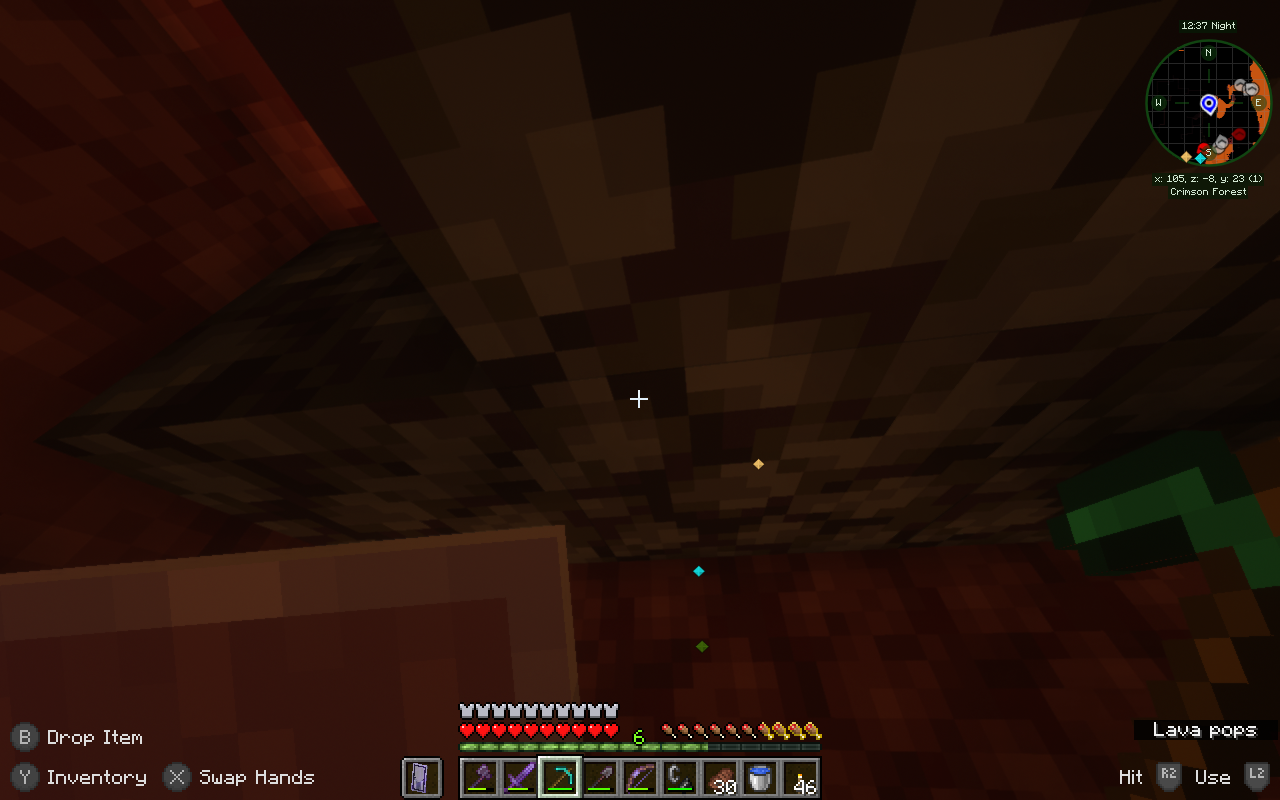 12:37 Night
N
W
E
S
x: 105, z: -8, y: 23 (1)
Crimson Forest
Lava pops
B Drop Item
6
Y Inventory X Swap Hands
30
46
Hit R2 Use L2